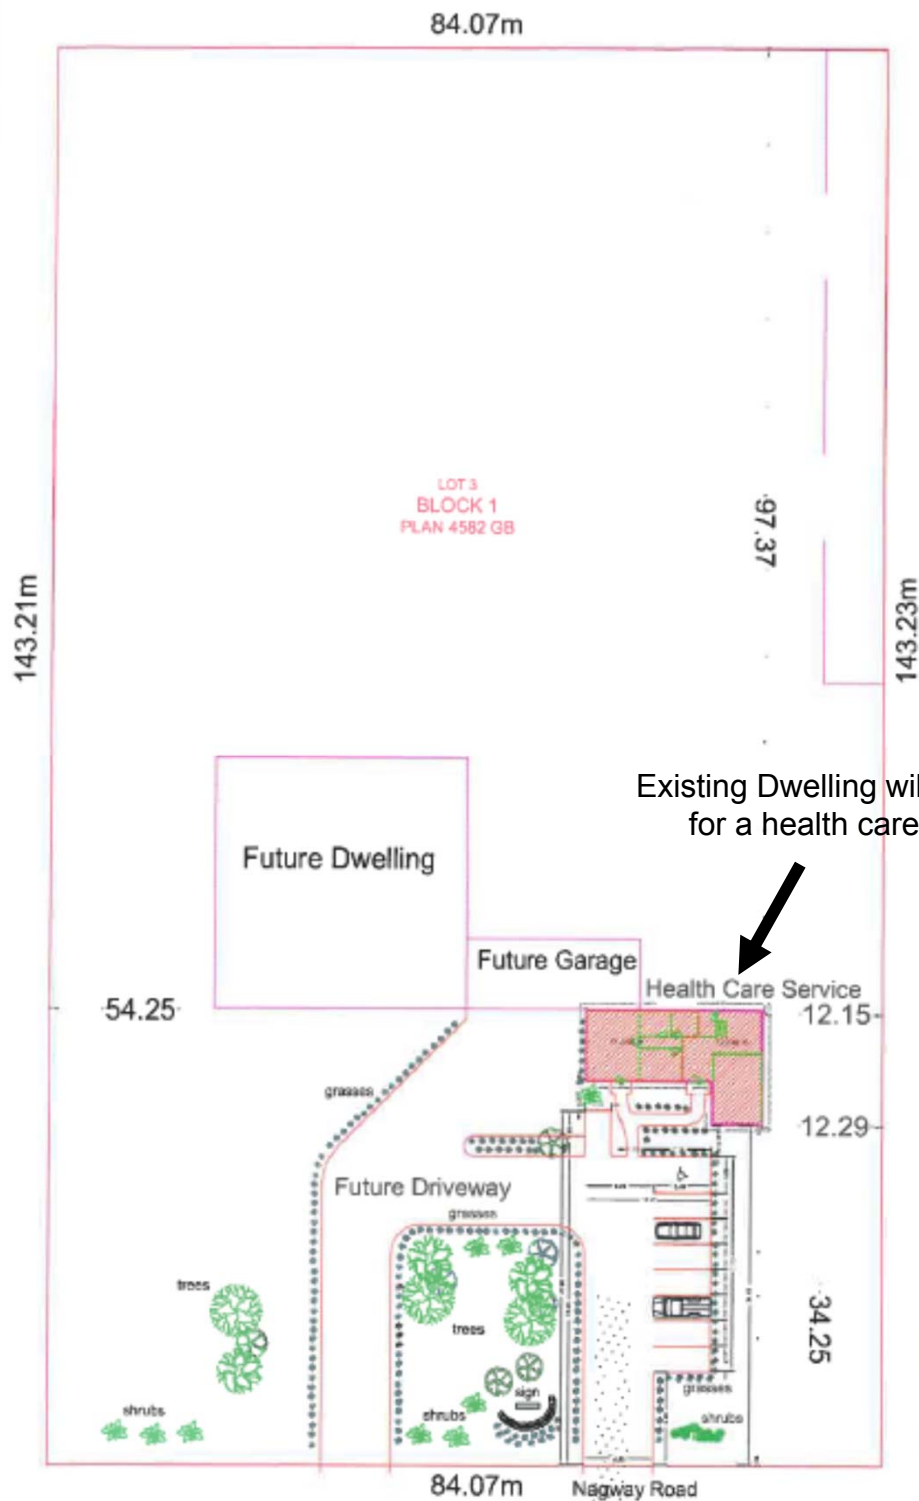 84.07m
LOT 3
BLOCK 1
PLAN 4582 GB
97.37
143.21m
143.23m
Existing Dwelling wil
for a health care
Future Dwelling
Future Garage
Health Care Service
54.25
12.15
grasses
12.29
Future Driveway
grasses
trees
trees
34.25
sign
grasses
shrubs
shrubs
shrubs
84.07m
Nagway Road